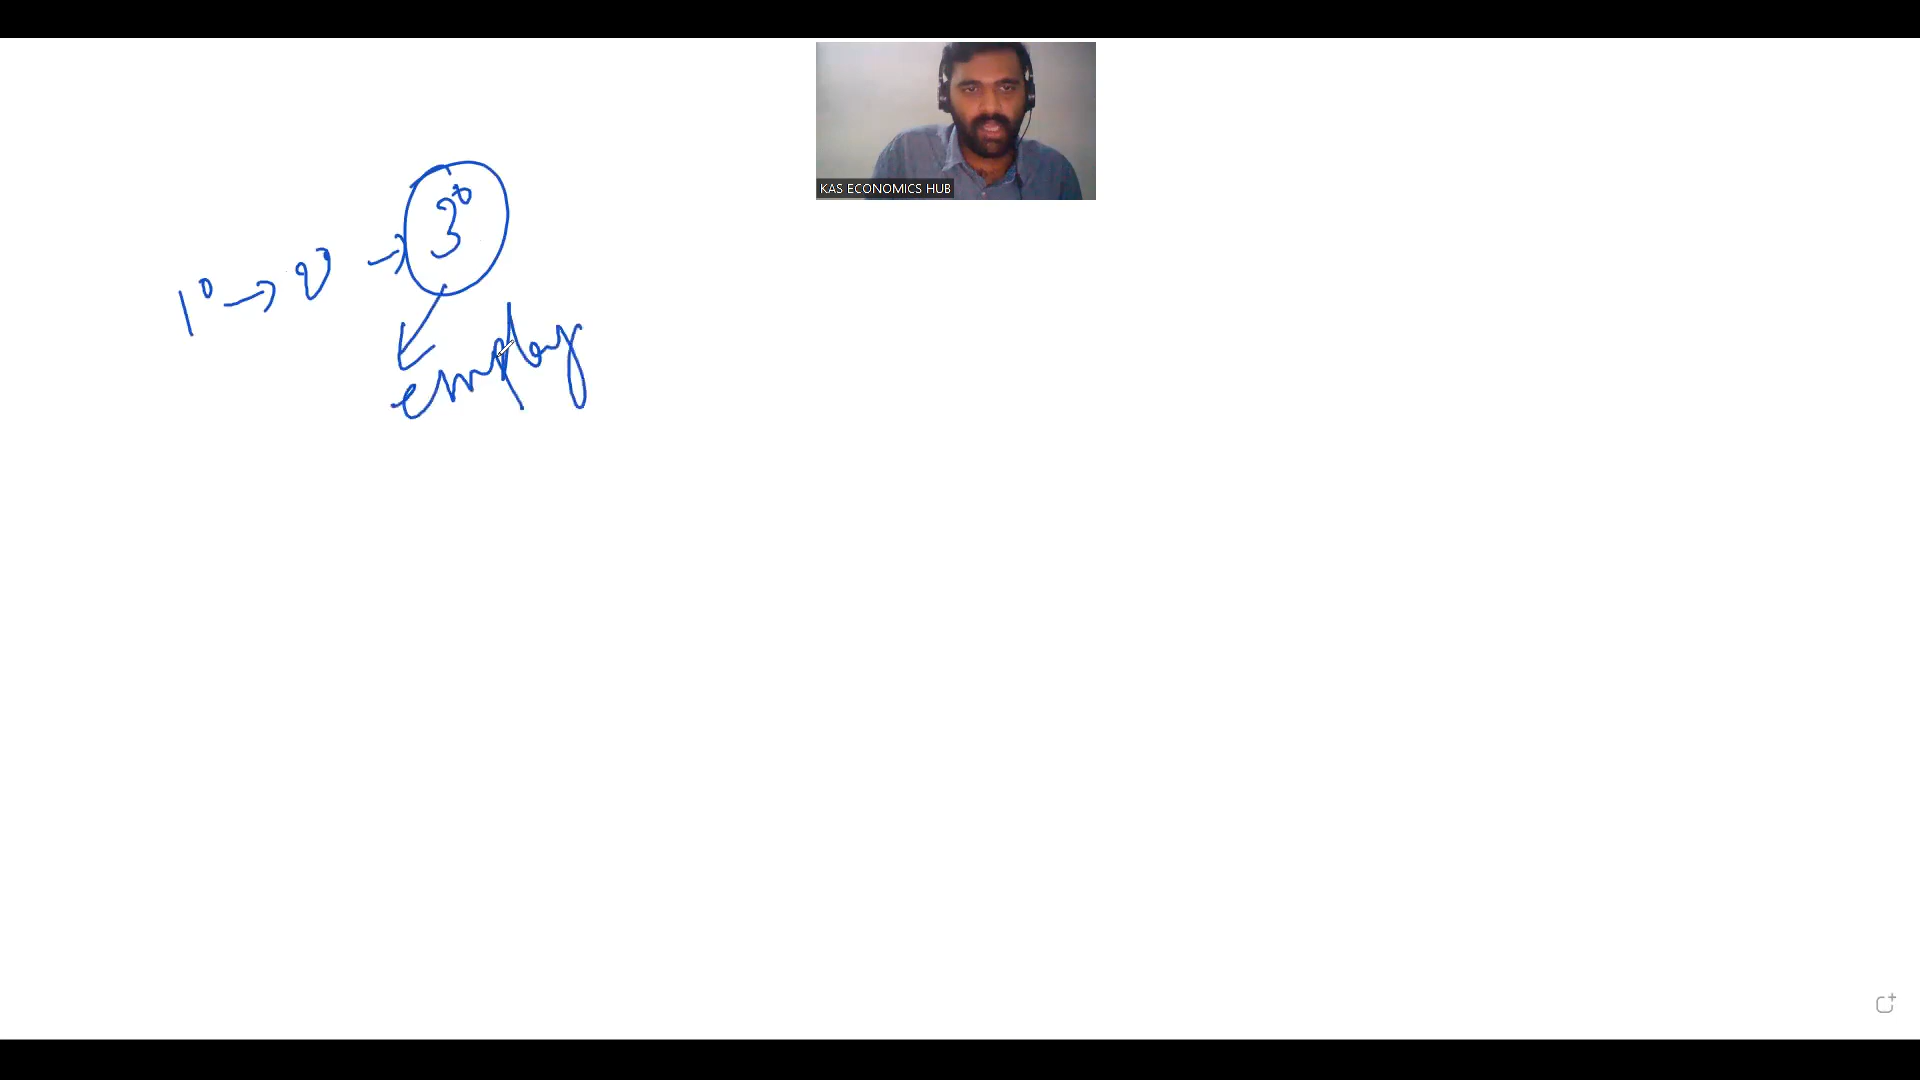 KAS ECONOMICS HUB
1° → 2° → 3°
employ